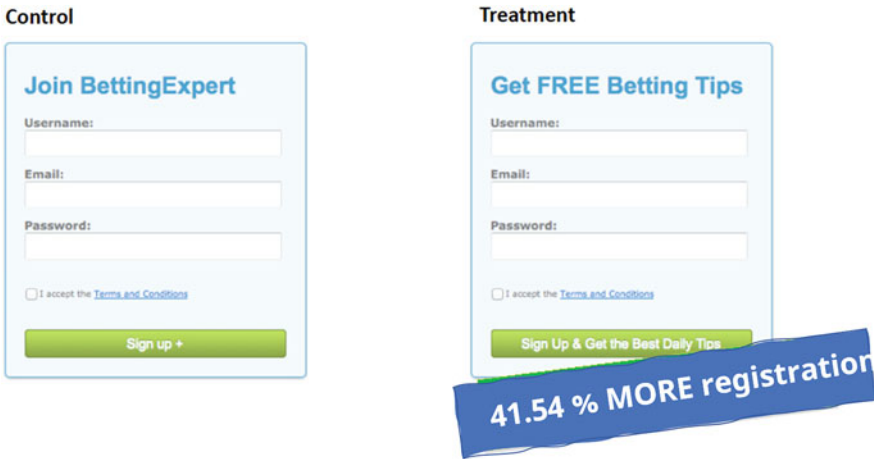 Control
Join BettingExpert
Username:
Email:
Password:
I accept the Terms and Conditions
Sign up +
Treatment
Get FREE Betting Tips
Username:
Email:
Password:
I accept the Terms and Conditions
Sign Up & Get the Best Daily Tips
41.54 % MORE registration